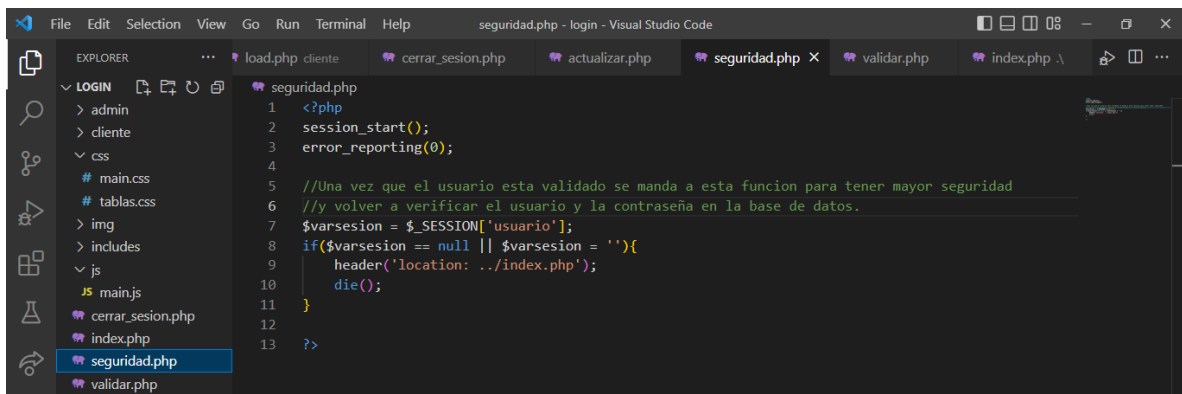 File Edit Selection View Go Run Terminal Help seguridad.php - login - Visual Studio Code
EXPLORER ... load.php cliente cerrar_sesion.php actualizar.php seguridad.php × validar.php index.php .\ ...
LOGIN
seguridad.php
> admin
> cliente
css
# main.css
# tablas.css
> img
> includes
js
JS main.js
cerrar_sesion.php
index.php
seguridad.php
validar.php
1 <?php
2 session_start();
3 error_reporting(0);
4
5 //Una vez que el usuario esta validado se manda a esta funcion para tener mayor seguridad
6 //y volver a verificar el usuario y la contraseña en la base de datos.
7 $varsesion = $_SESSION['usuario'];
8 if($varsesion == null || $varsesion = ''){
9 header('location: ../index.php');
10 die();
11 }
12
13 ?>